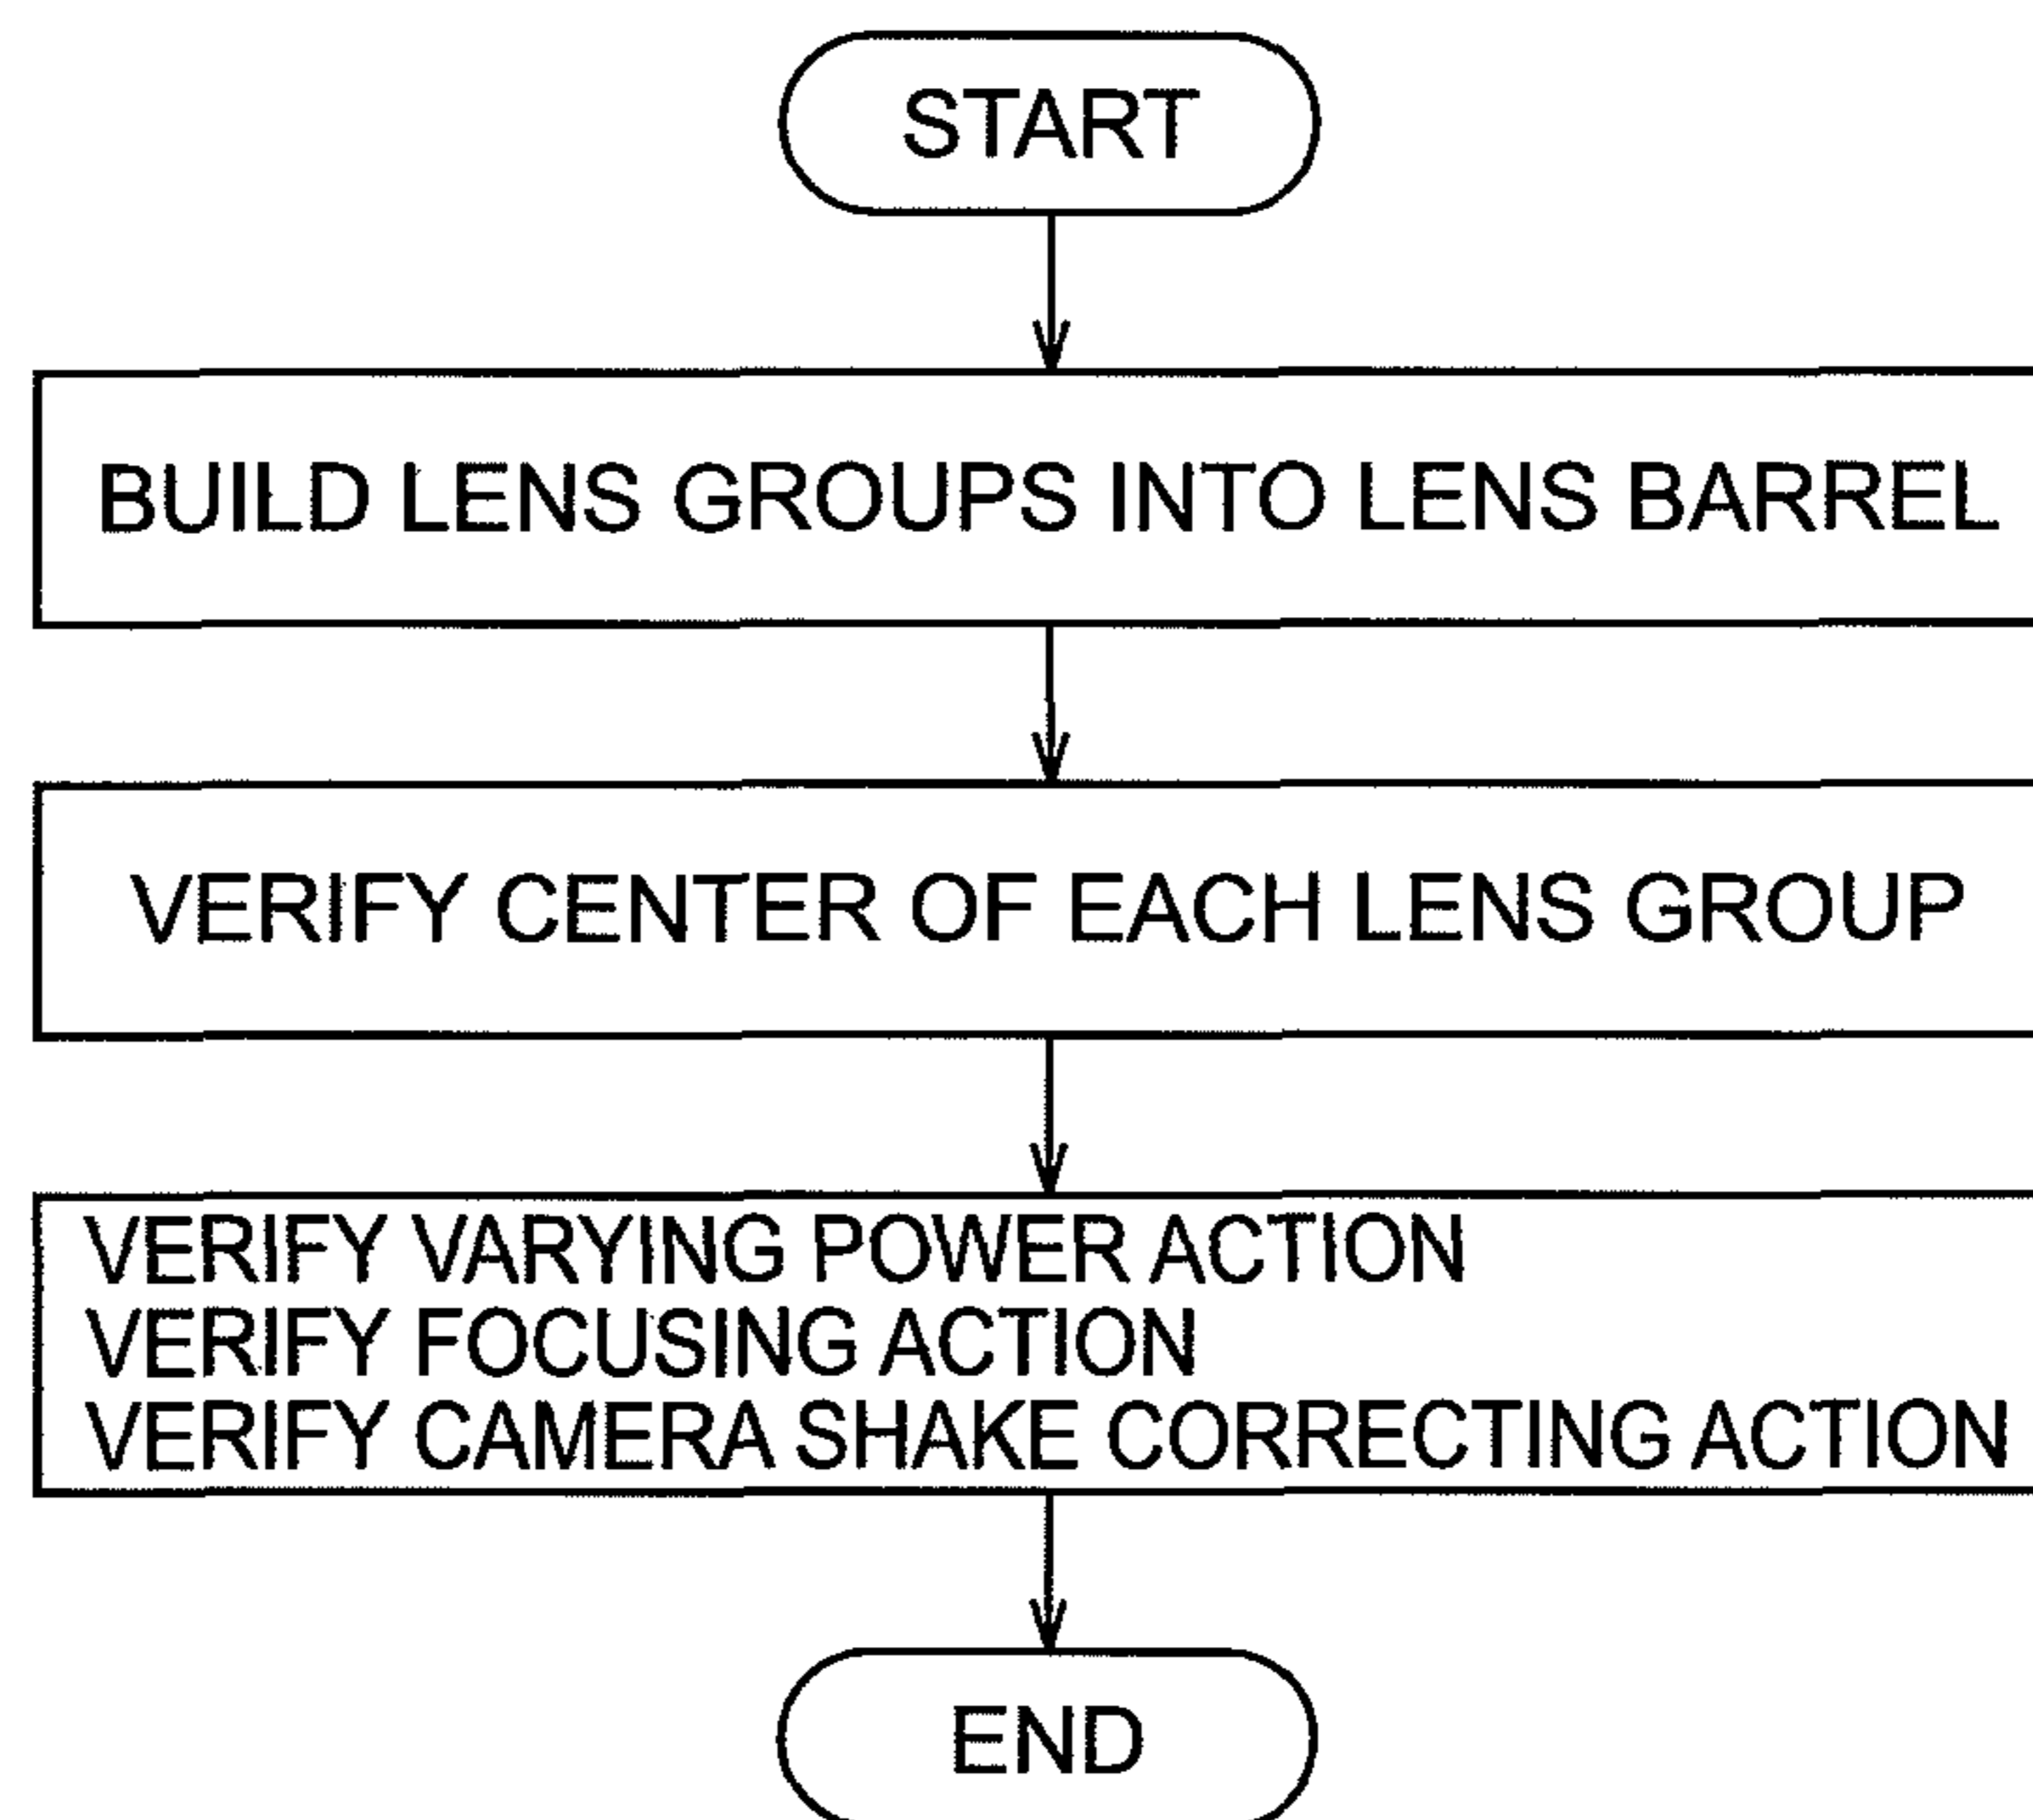 START
BUILD LENS GROUPS INTO LENS BARREL
VERIFY CENTER OF EACH LENS GROUP
VERIFY VARYING POWER ACTION
VERIFY FOCUSING ACTION
VERIFY CAMERA SHAKE CORRECTING ACTION
END